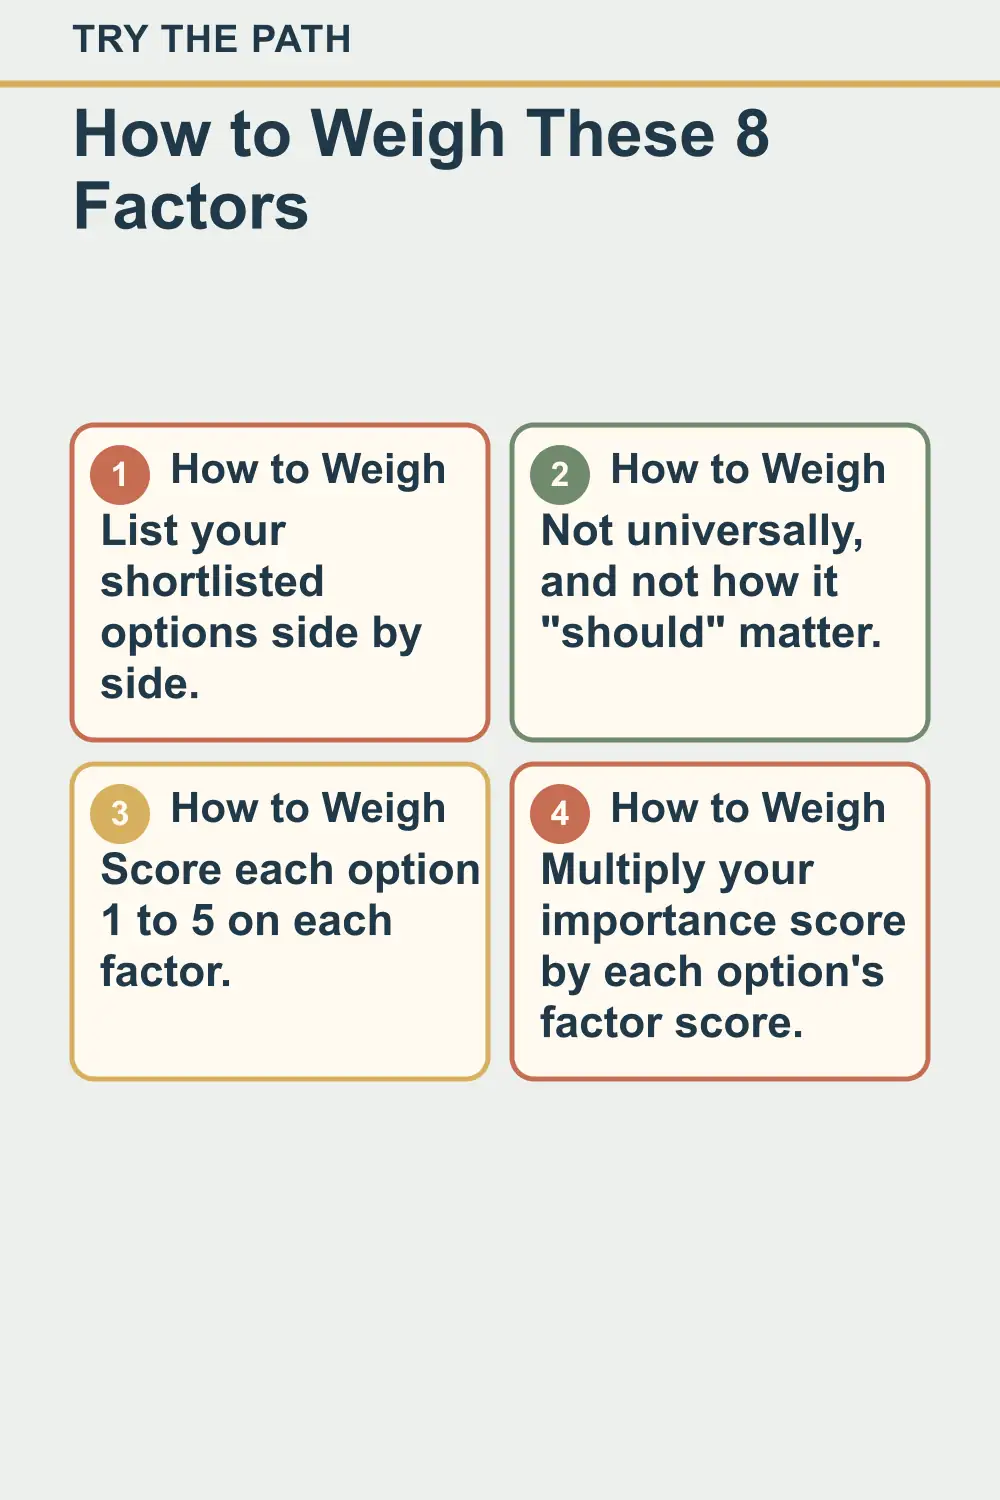 TRY THE PATH
How to Weigh These 8
Factors
1 How to Weigh
List your
shortlisted
options side by
side.
2 How to Weigh
Not universally,
and not how it
"should" matter.
3 How to Weigh
Score each option
1 to 5 on each
factor.
4 How to Weigh
Multiply your
importance score
by each option's
factor score.